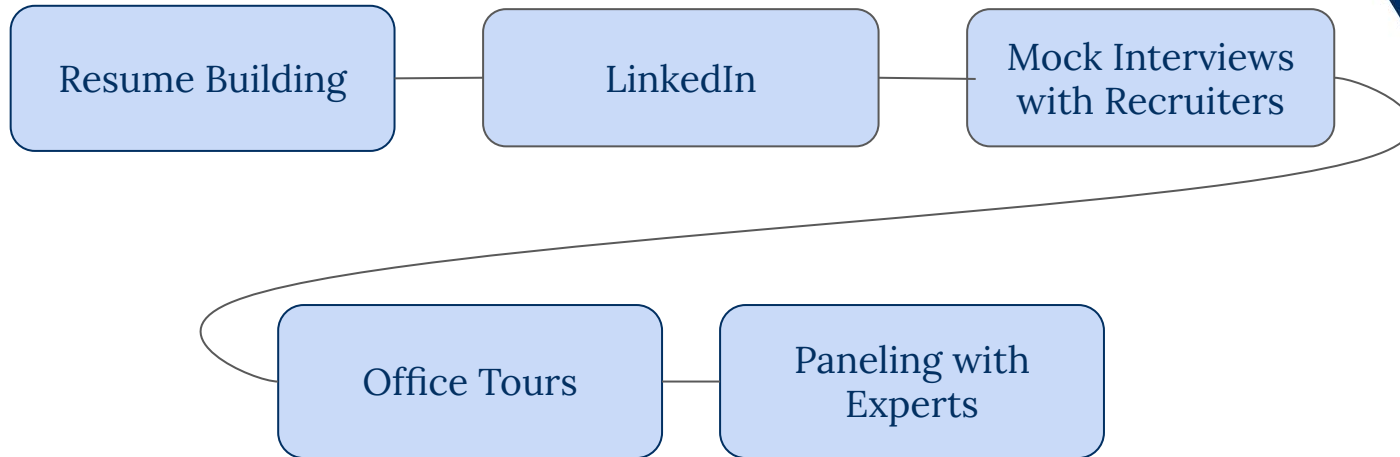 Resume Building
LinkedIn
Mock Interviews
with Recruiters
Office Tours
Paneling with
Experts